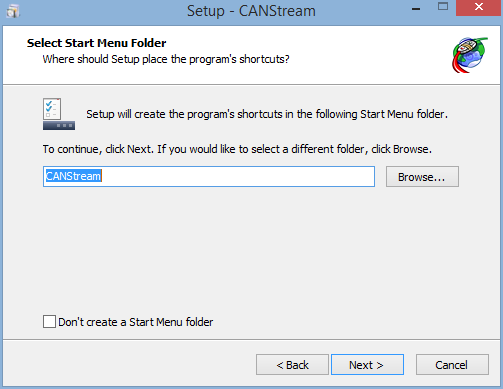 Setup - CANStream
Select Start Menu Folder
Where should Setup place the program's shortcuts?
Setup will create the program's shortcuts in the following Start Menu folder.
To continue, click Next. If you would like to select a different folder, click Browse.
CANStream
Browse...
Don't create a Start Menu folder
< Back
Next >
Cancel